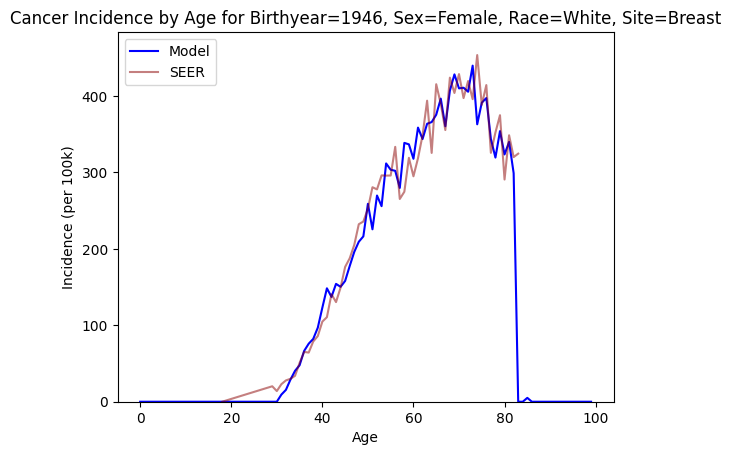 Cancer Incidence by Age for Birthyear=1946, Sex=Female, Race=White, Site=Breast
Model
SEER
400
300
200
100
0
Incidence (per 100k)
0 20 40 60 80 100
Age